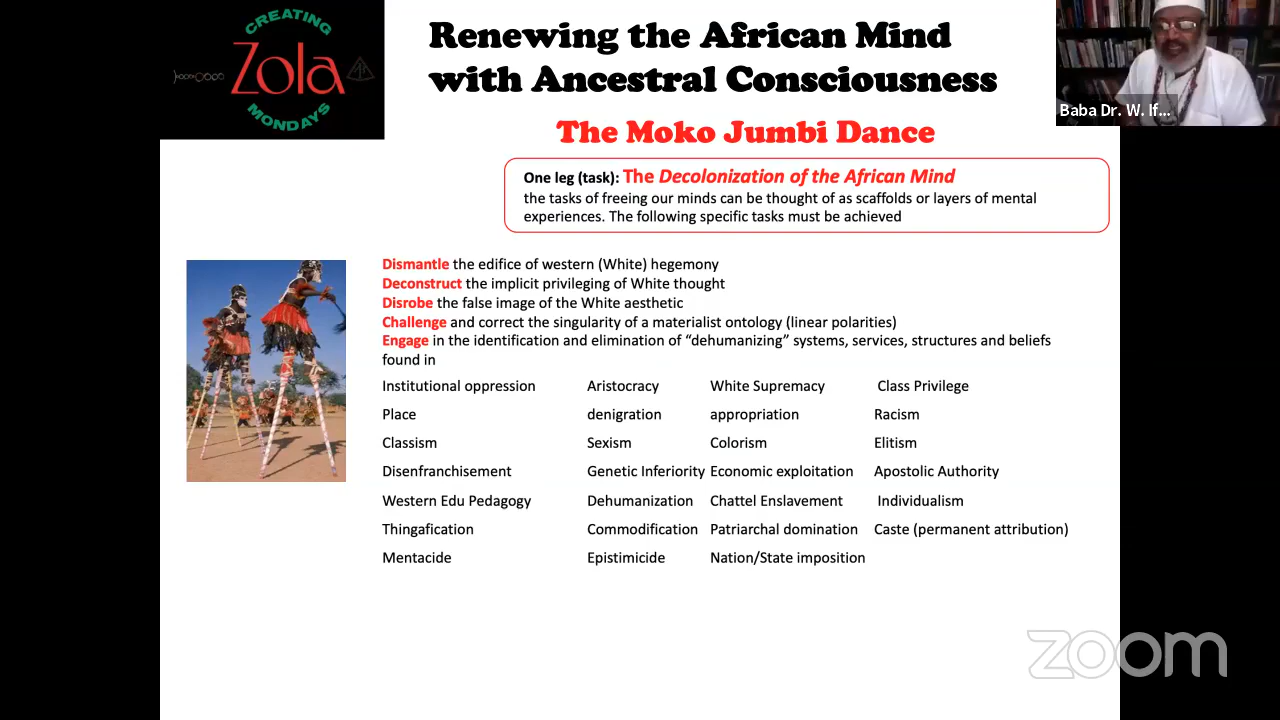 CREATING
Zola
MONDAYS
Renewing the African Mind
with Ancestral Consciousness
The Moko Jumbi Dance
Baba Dr. W. If...
One leg (task): The Decolonization of the African Mind
the tasks of freeing our minds can be thought of as scaffolds or layers of mental
experiences. The following specific tasks must be achieved
Dismantle the edifice of western (White) hegemony
Deconstruct the implicit privileging of White thought
Disrobe the false image of the White aesthetic
Challenge and correct the singularity of a materialist ontology (linear polarities)
Engage in the identification and elimination of “dehumanizing” systems, services, structures and beliefs
found in
Institutional oppression Aristocracy White Supremacy Class Privilege
Place denigration appropriation Racism
Classism Sexism Colorism Elitism
Disenfranchisement Genetic Inferiority Economic exploitation Apostolic Authority
Western Edu Pedagogy Dehumanization Chattel Enslavement Individualism
Thingafication Commodification Patriarchal domination Caste (permanent attribution)
Mentacide Epistimicide Nation/State imposition
zoom